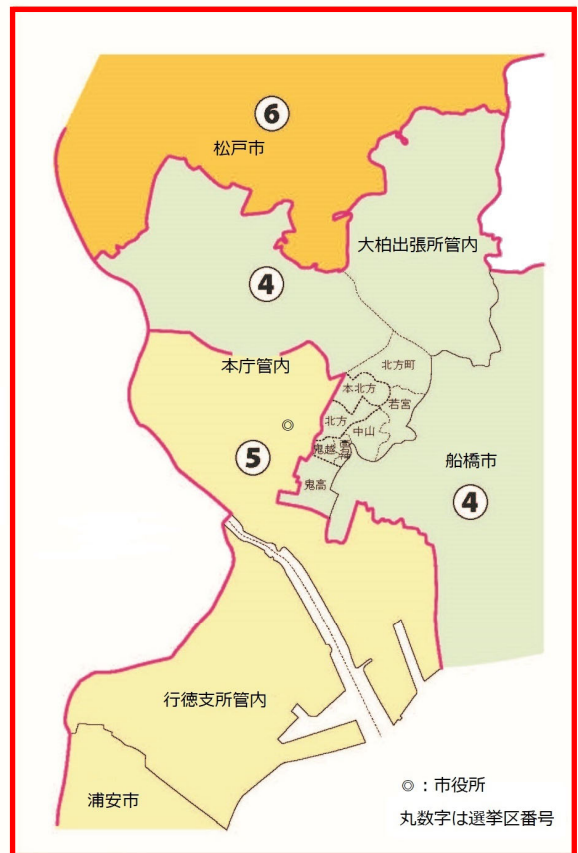 ⑥
松戸市
大柏出張所管内
④
北方町
本庁管内
本北方
若宮
北方
中山
鬼越
鬼高
⑤
船橋市
④
行徳支所管内
浦安市
◎：市役所
丸数字は選挙区番号